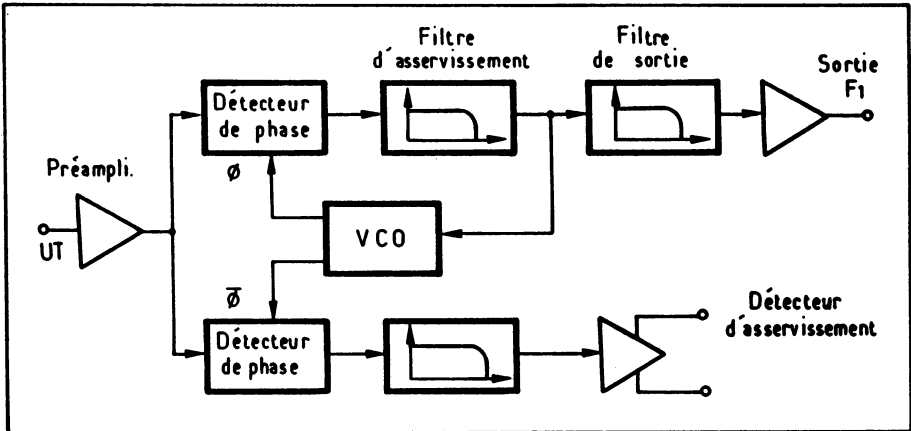 Filtre
d'asservissement
Filtre
de sortie
Sortie
F1
Détecteur
de phase
Préampli.
Ø
UT
VCO
Ø̅
Détecteur
de phase
Détecteur
d'asservissement